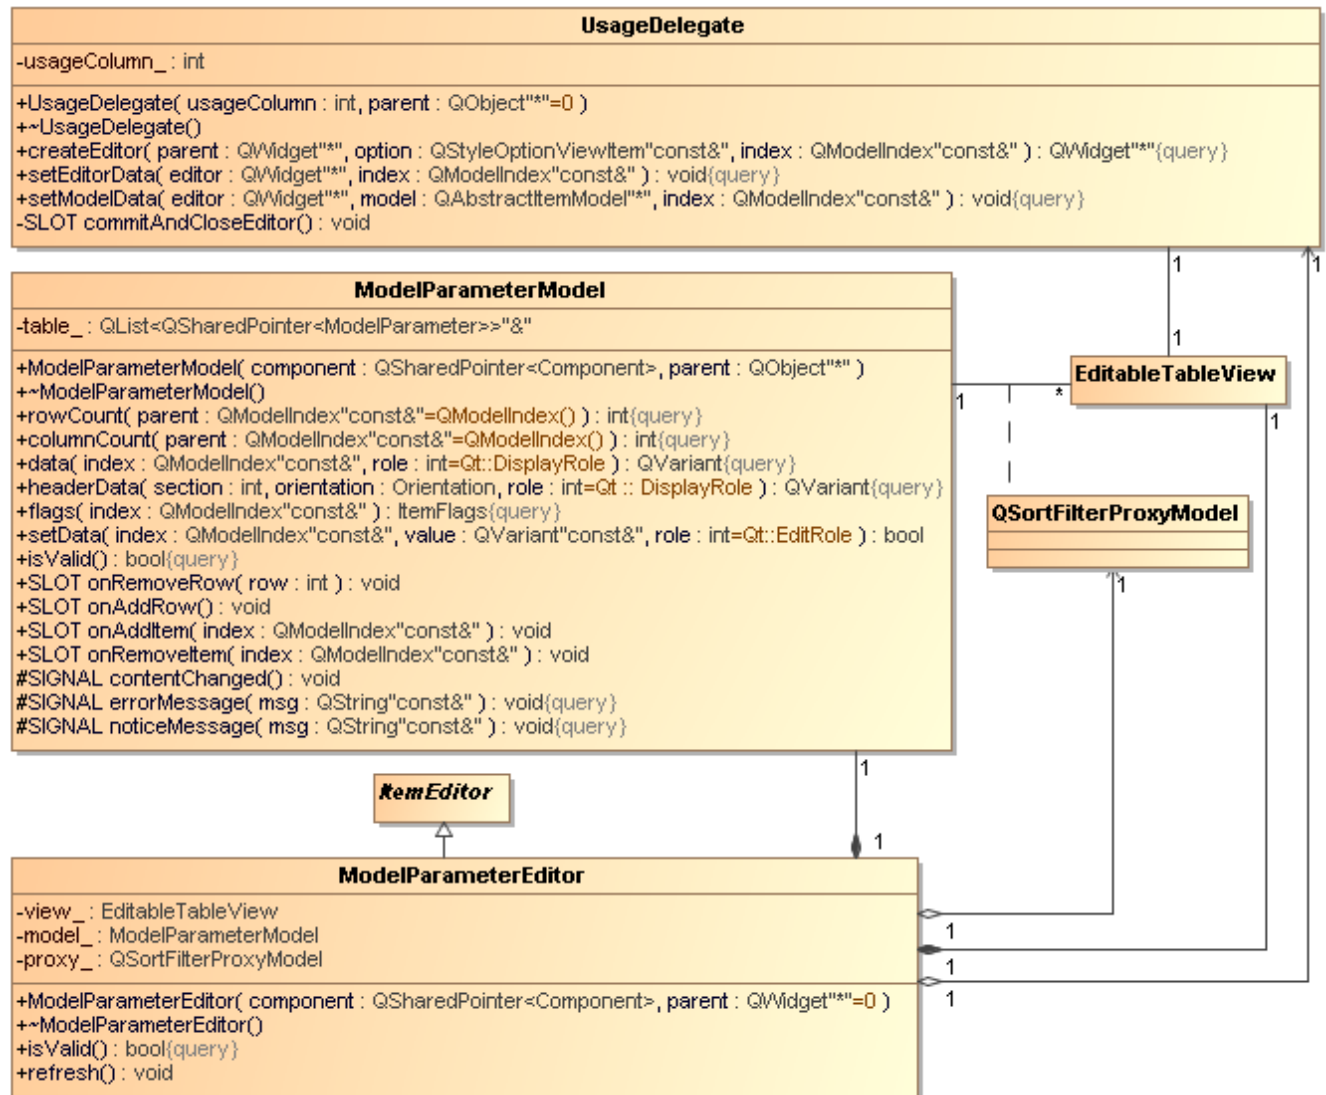 UsageDelegate
-usageColumn_ : int
+UsageDelegate( usageColumn : int, parent : QObject"*"=0 )
+~UsageDelegate()
+createEditor( parent : QWidget"*", option : QStyleOptionViewItem"const&", index : QModelIndex"const&" ) : QWidget"*"{query}
+setEditorData( editor : QWidget"*", index : QModelIndex"const&" ) : void{query}
+setModelData( editor : QWidget"*", model : QAbstractItemModel"*", index : QModelIndex"const&" ) : void{query}
-SLOT commitAndCloseEditor() : void
1
1
ModelParameterModel
-table_ : QList<QSharedPointer<ModelParameter>>"&"
+ModelParameterModel( component : QSharedPointer<Component>, parent : QObject"*" )
+~ModelParameterModel()
+rowCount( parent : QModelIndex"const&"=QModelIndex() ) : int{query}
+columnCount( parent : QModelIndex"const&"=QModelIndex() ) : int{query}
+data( index : QModelIndex"const&", role : int=Qt::DisplayRole ) : QVariant{query}
+headerData( section : int, orientation : Orientation, role : int=Qt :: DisplayRole ) : QVariant{query}
+flags( index : QModelIndex"const&" ) : ItemFlags{query}
+setData( index : QModelIndex"const&", value : QVariant"const&", role : int=Qt::EditRole ) : bool
+isValid() : bool{query}
+SLOT onRemoveRow( row : int ) : void
+SLOT onAddRow() : void
+SLOT onAddItem( index : QModelIndex"const&" ) : void
+SLOT onRemoveItem( index : QModelIndex"const&" ) : void
#SIGNAL contentChanged() : void
#SIGNAL errorMessage( msg : QString"const&" ) : void{query}
#SIGNAL noticeMessage( msg : QString"const&" ) : void{query}
1
EditableTableView
1
*
1
QSortFilterProxyModel
1
1
ItemEditor
1
ModelParameterEditor
-view_ : EditableTableView
-model_ : ModelParameterModel
-proxy_ : QSortFilterProxyModel
+ModelParameterEditor( component : QSharedPointer<Component>, parent : QWidget"*"=0 )
+~ModelParameterEditor()
+isValid() : bool{query}
+refresh() : void
1
1
1